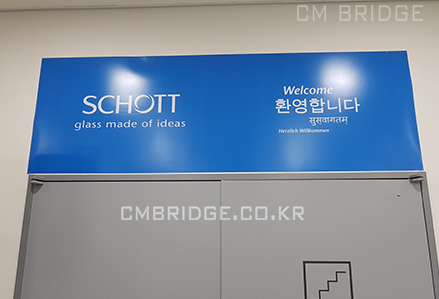 CM BRIDGE
SCHOTT
glass made of ideas
Welcome
환영합니다
सुस्वागतम्
Herzlich Willkommen
CMBRIDGE.CO.KR